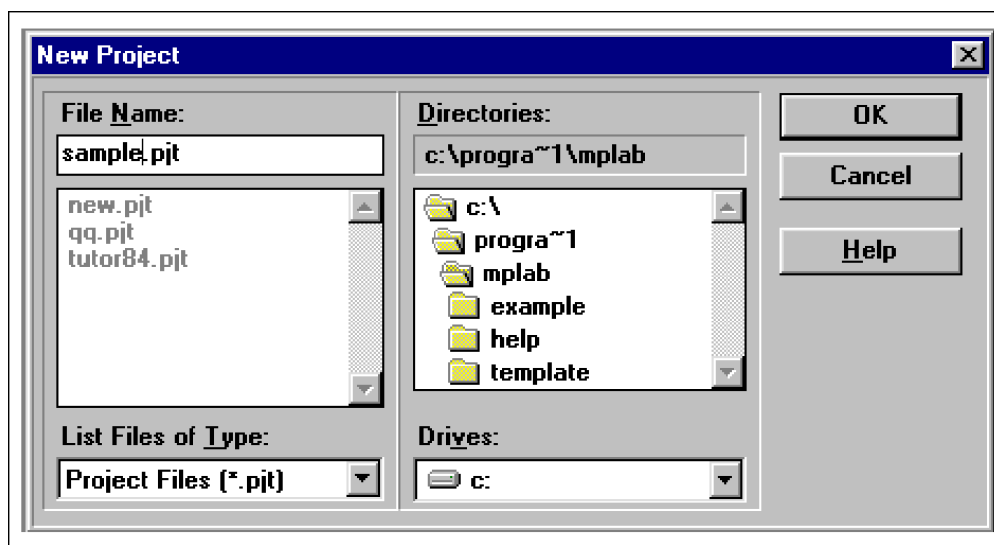 New Project
File Name:
sample.pjt
new.pjt
qq.pjt
tutor84.pjt
List Files of Type:
Project Files (*.pjt)
Directories:
c:\progra~1\mplab
c:\
progra~1
mplab
example
help
template
Drives:
c:
OK
Cancel
Help